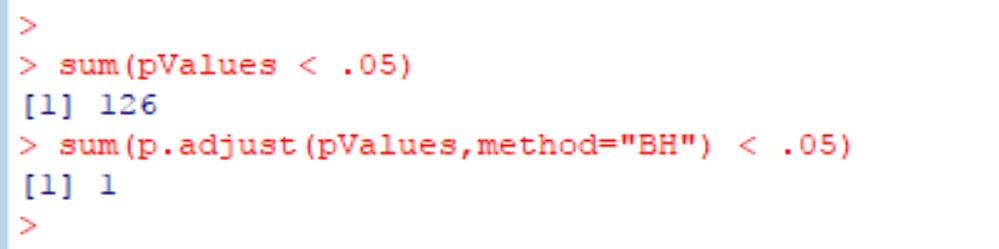 >
> sum(pValues < .05)
[1] 126
> sum(p.adjust(pValues,method="BH") < .05)
[1] 1
>